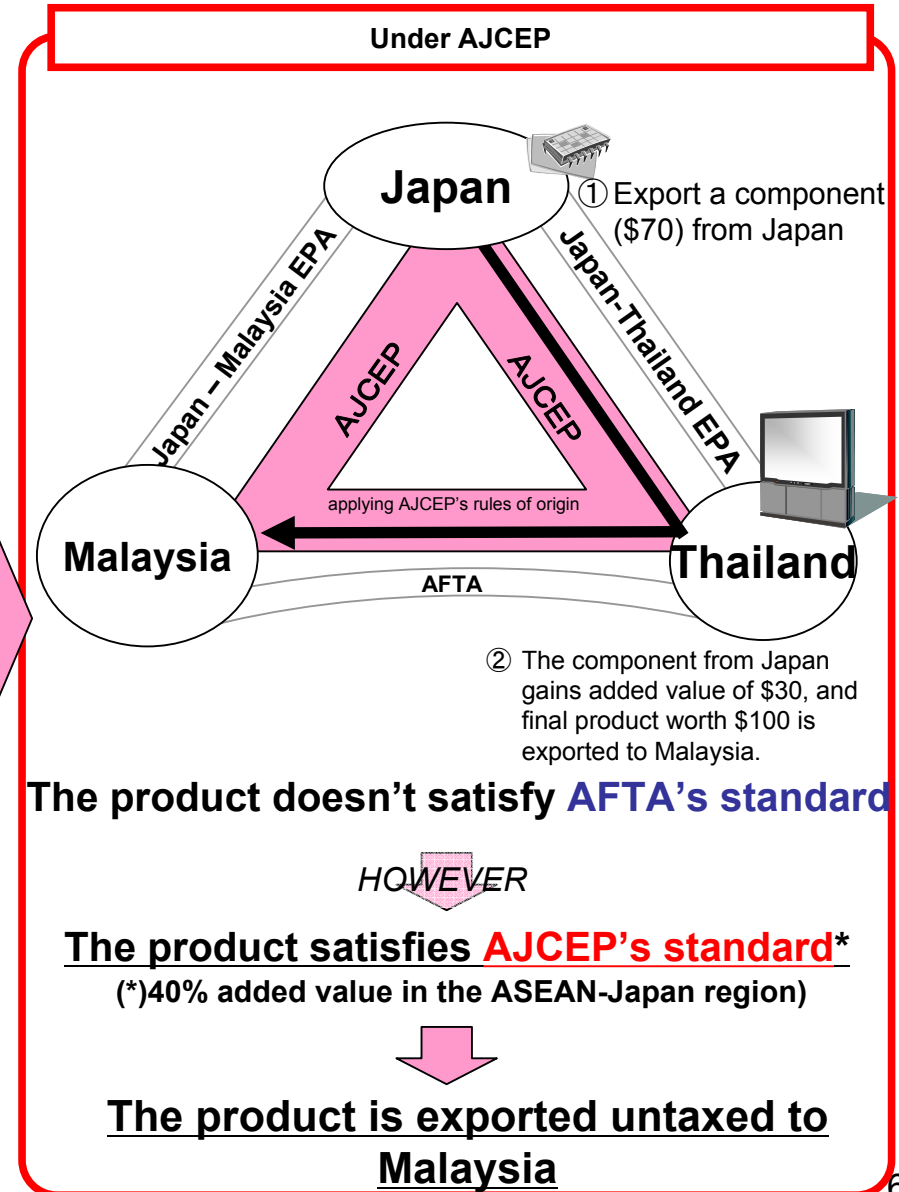 Under AJCEP
Japan
① Export a component
($70) from Japan
Japan – Malaysia EPA
Japan-Thailand EPA
AJCEP
AJCEP
applying AJCEP's rules of origin
Malaysia
Thailand
AFTA
② The component from Japan
gains added value of $30, and
final product worth $100 is
exported to Malaysia.
The product doesn't satisfy AFTA's standard
HOWEVER
The product satisfies AJCEP's standard*
(*)40% added value in the ASEAN-Japan region)
The product is exported untaxed to
Malaysia
6